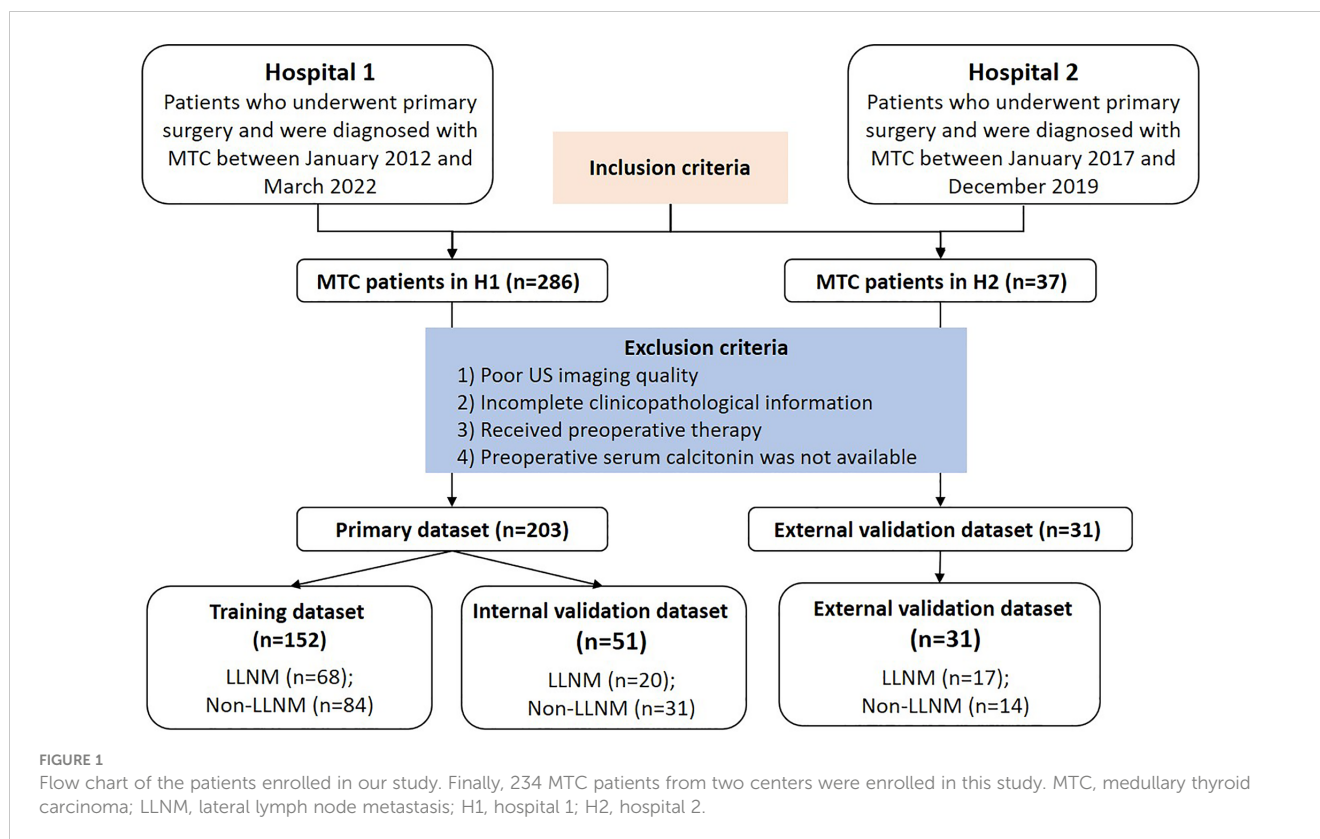 Hospital 1
Patients who underwent primary
surgery and were diagnosed with
MTC between January 2012 and
March 2022
Inclusion criteria
Hospital 2
Patients who underwent primary
surgery and were diagnosed with
MTC between January 2017 and
December 2019
MTC patients in H1 (n=286)
MTC patients in H2 (n=37)
Exclusion criteria
1) Poor US imaging quality
2) Incomplete clinicopathological information
3) Received preoperative therapy
4) Preoperative serum calcitonin was not available
Primary dataset (n=203)
External validation dataset (n=31)
Training dataset
(n=152)
LLNM (n=68);
Non-LLNM (n=84)
Internal validation dataset
(n=51)
LLNM (n=20);
Non-LLNM (n=31)
External validation dataset
(n=31)
LLNM (n=17);
Non-LLNM (n=14)
FIGURE 1
Flow chart of the patients enrolled in our study. Finally, 234 MTC patients from two centers were enrolled in this study. MTC, medullary thyroid
carcinoma; LLNM, lateral lymph node metastasis; H1, hospital 1; H2, hospital 2.